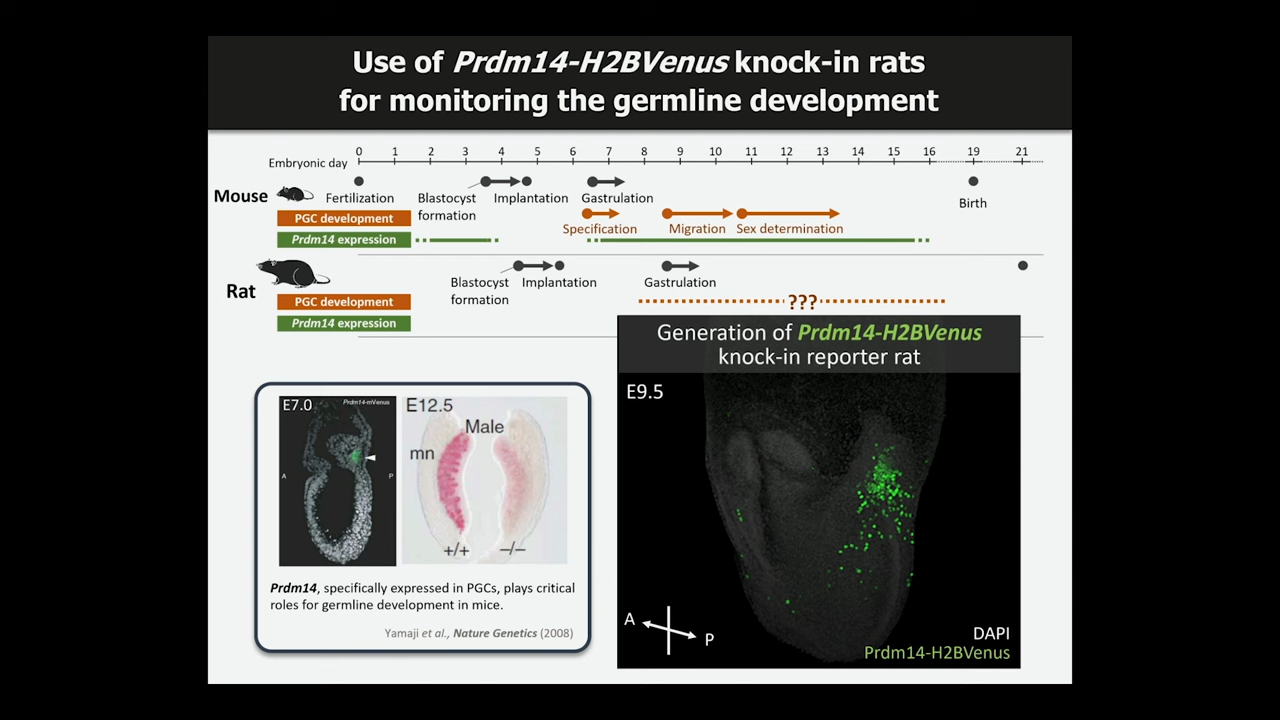 Use of Prdm14-H2BVenus knock-in rats
for monitoring the germline development
Embryonic day 0 1 2 3 4 5 6 7 8 9 10 11 12 13 14 15 16 19 21
Mouse
Fertilization
Blastocyst
formation
Implantation
Gastrulation
Birth
PGC development
Specification
Migration
Sex determination
Prdm14 expression
Rat
Blastocyst
formation
Implantation
Gastrulation
PGC development
???
Prdm14 expression
Generation of Prdm14-H2BVenus
knock-in reporter rat
E9.5
A
P
DAPI
Prdm14-H2BVenus
E7.0
Prdm14-mVenus
A
P
E12.5
Male
mn
+/+
−/−
Prdm14, specifically expressed in PGCs, plays critical
roles for germline development in mice.
Yamaji et al., Nature Genetics (2008)